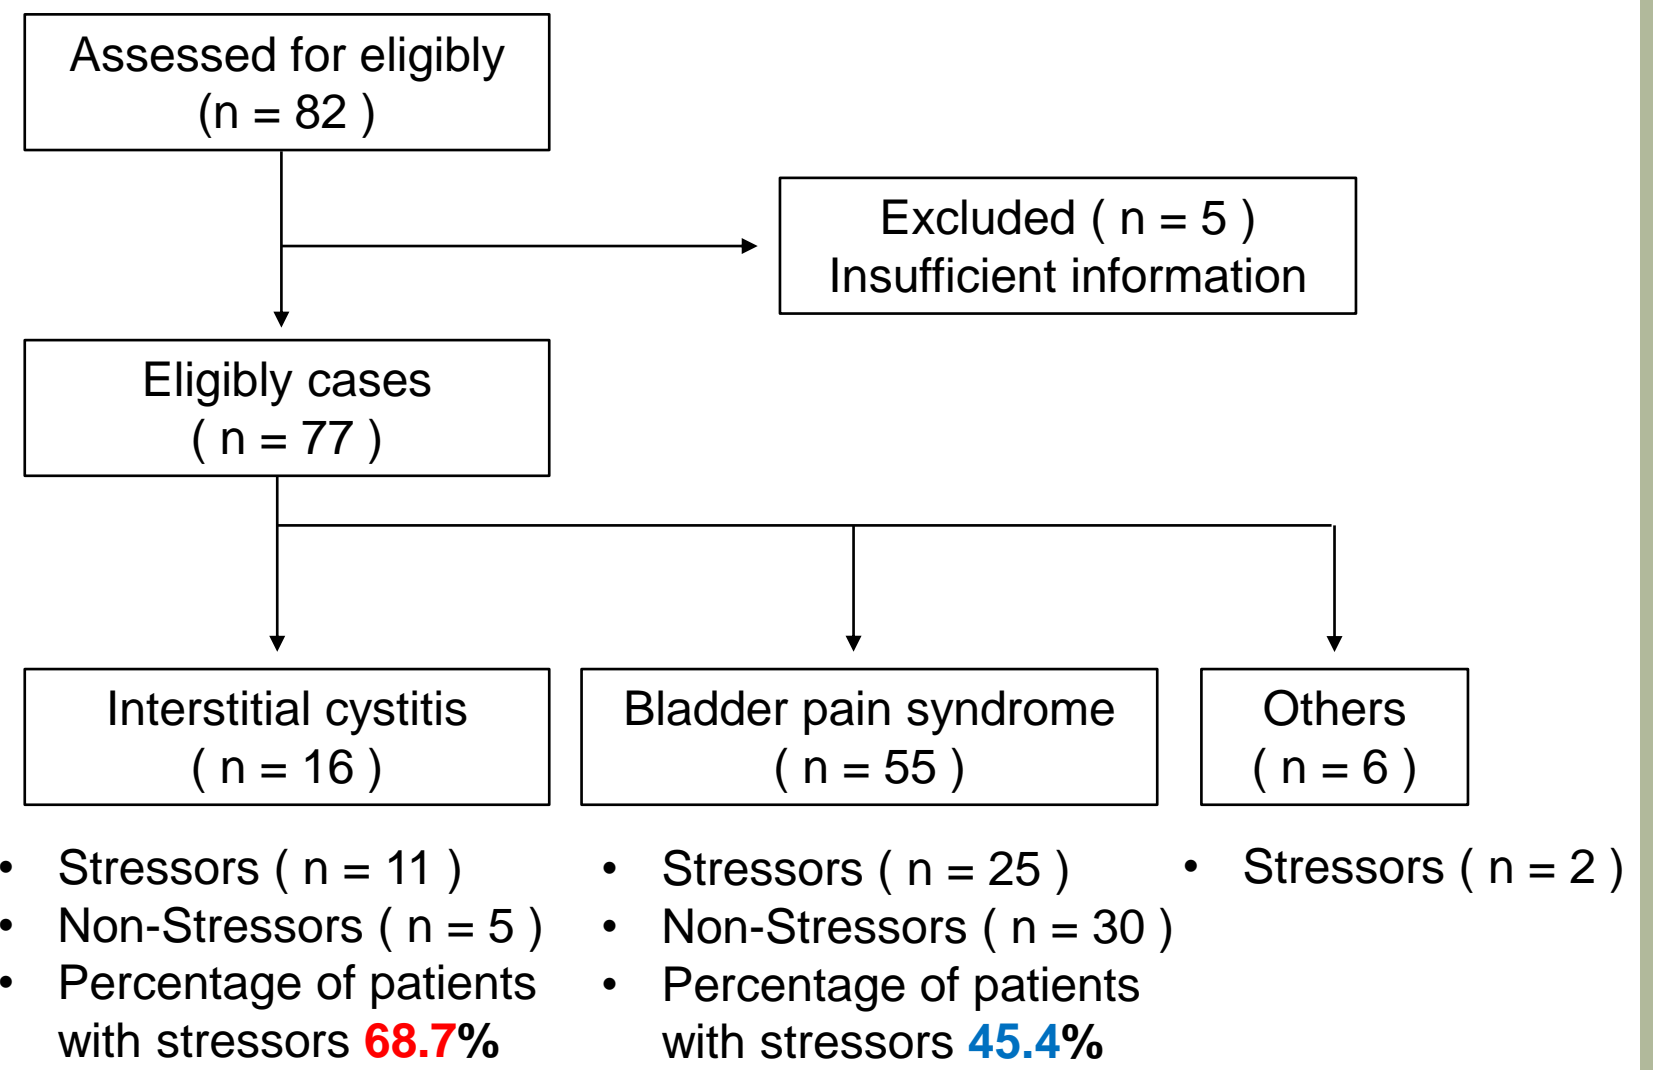 Assessed for eligibly
(n = 82 )
Excluded ( n = 5 )
Insufficient information
Eligibly cases
( n = 77 )
Interstitial cystitis
( n = 16 )
Bladder pain syndrome
( n = 55 )
Others
( n = 6 )
• Stressors ( n = 11 )
• Non-Stressors ( n = 5 )
• Percentage of patients
with stressors 68.7%
• Stressors ( n = 25 )
• Non-Stressors ( n = 30 )
• Percentage of patients
with stressors 45.4%
• Stressors ( n = 2 )